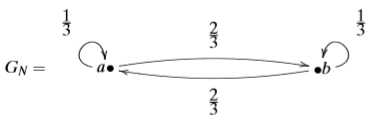 1/3 2/3 1/3
G_N = a• •b
2/3